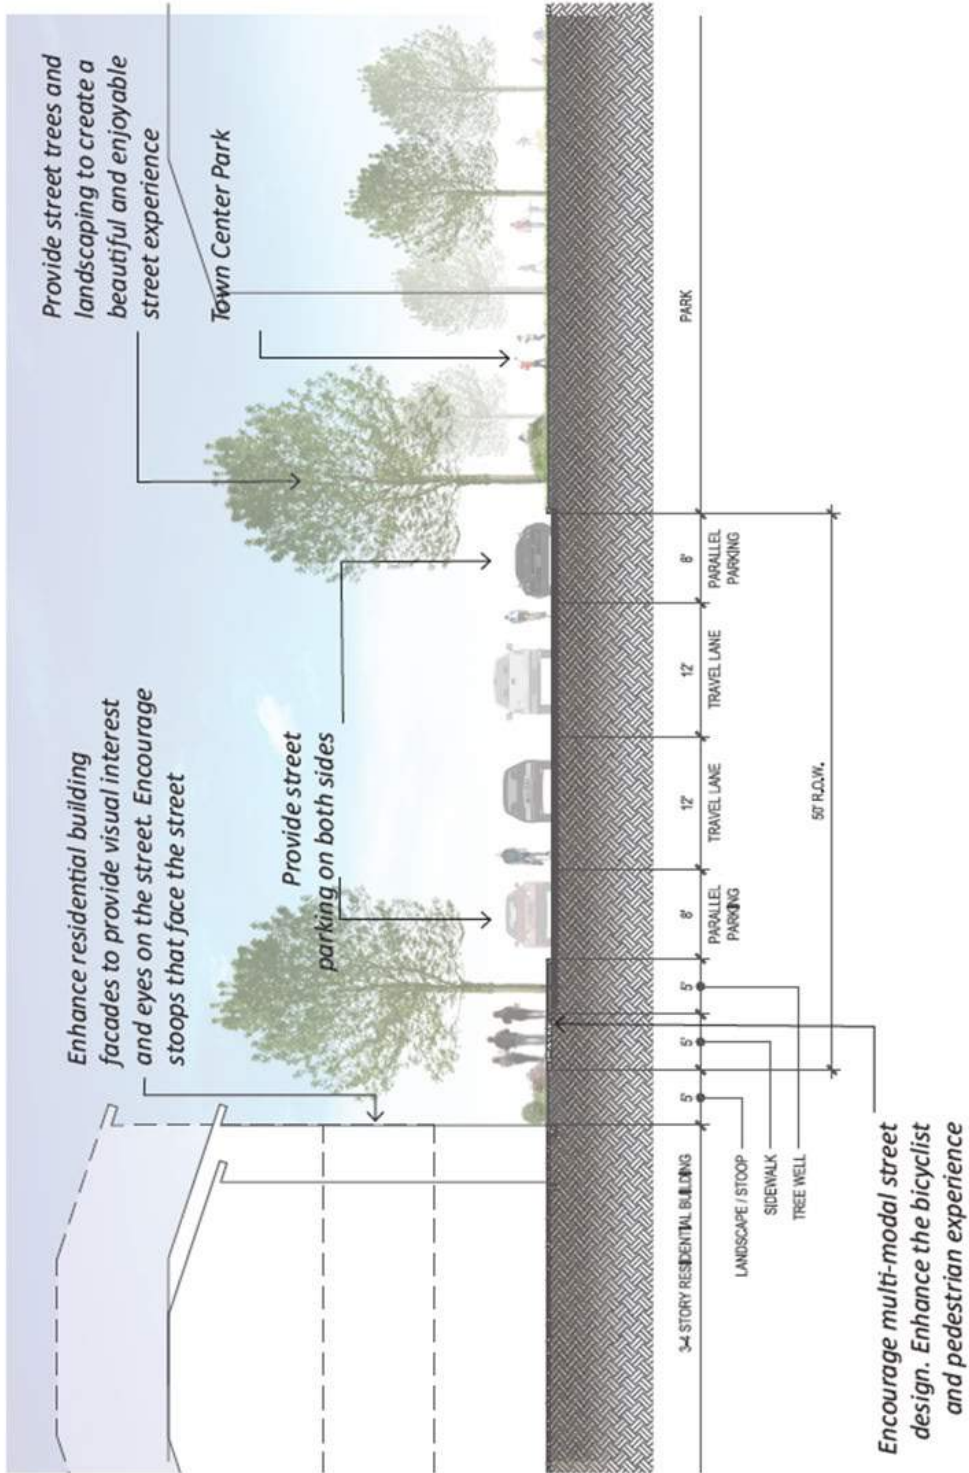 Enhance residential building
facades to provide visual interest
and eyes on the street. Encourage
stoops that face the street
Provide street trees and
landscaping to create a
beautiful and enjoyable
street experience
Town Center Park
Provide street
parking on both sides
3-4 STORY RESIDENTIAL BUILDING
5'
5'
5'
8'
12'
12'
8'
PARK
LANDSCAPE / STOOP
SIDEWALK
TREE WELL
PARALLEL
PARKING
TRAVEL LANE
TRAVEL LANE
PARALLEL
PARKING
50' R.O.W.
Encourage multi-modal street
design. Enhance the bicyclist
and pedestrian experience